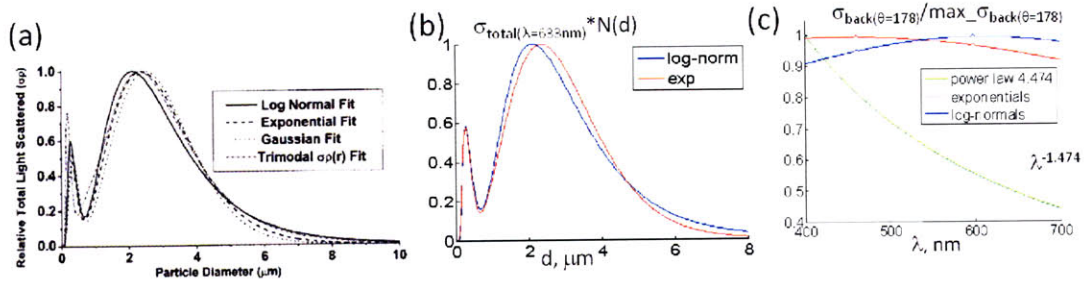 (a)
Relative Total Light Scattered (σρ)
1.0
0.8
0.6
0.4
0.2
0.0
0
2
4
6
8
10
Particle Diameter (μm)
Log Normal Fit
Exponential Fit
Gaussian Fit
Trimodal σρ(r) Fit
(b)
σtotal(λ=633nm)*N(d)
1
0.8
0.6
0.4
0.2
0
0
2
4
6
8
d, μm
log-norm
exp
(c)
σback(θ=178)/max_σback(θ=178)
1
0.9
0.8
0.7
0.6
0.5
0.4
400
500
600
700
λ, nm
power law 4.474
exponentials
log-normals
λ-1.474